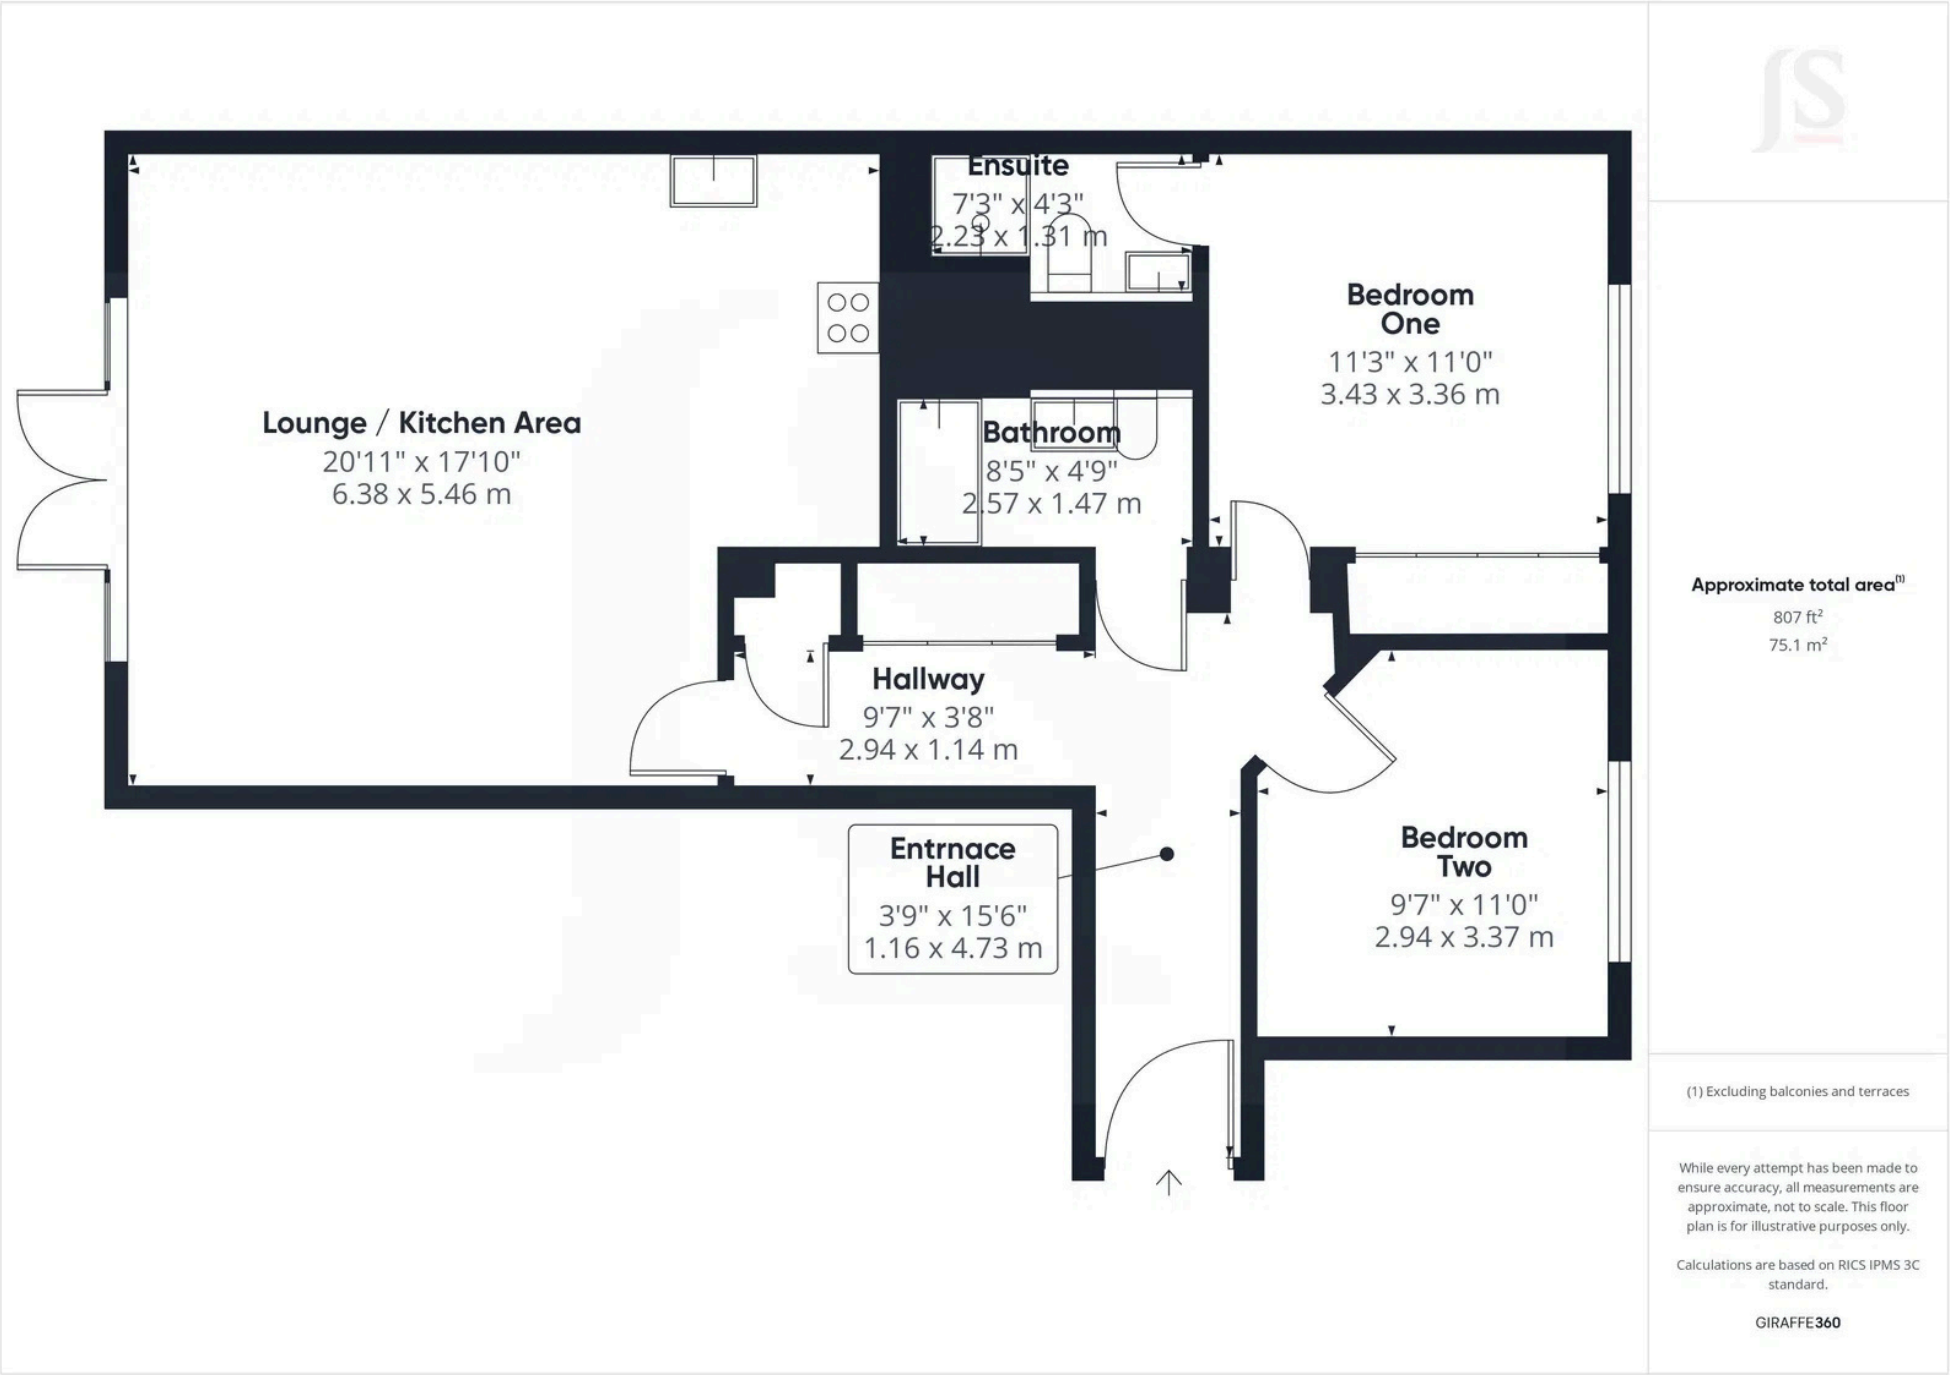 Ensuite
7'3" x 4'3"
2.23 x 1.31 m
Bedroom
One
11'3" x 11'0"
3.43 x 3.36 m
Lounge / Kitchen Area
20'11" x 17'10"
6.38 x 5.46 m
Bathroom
8'5" x 4'9"
2.57 x 1.47 m
Hallway
9'7" x 3'8"
2.94 x 1.14 m
Entrnace
Hall
3'9" x 15'6"
1.16 x 4.73 m
Bedroom
Two
9'7" x 11'0"
2.94 x 3.37 m
JS
Approximate total area⁽¹⁾
807 ft²
75.1 m²
(1) Excluding balconies and terraces
While every attempt has been made to
ensure accuracy, all measurements are
approximate, not to scale. This floor
plan is for illustrative purposes only.
Calculations are based on RICS IPMS 3C
standard.
GIRAFFE360